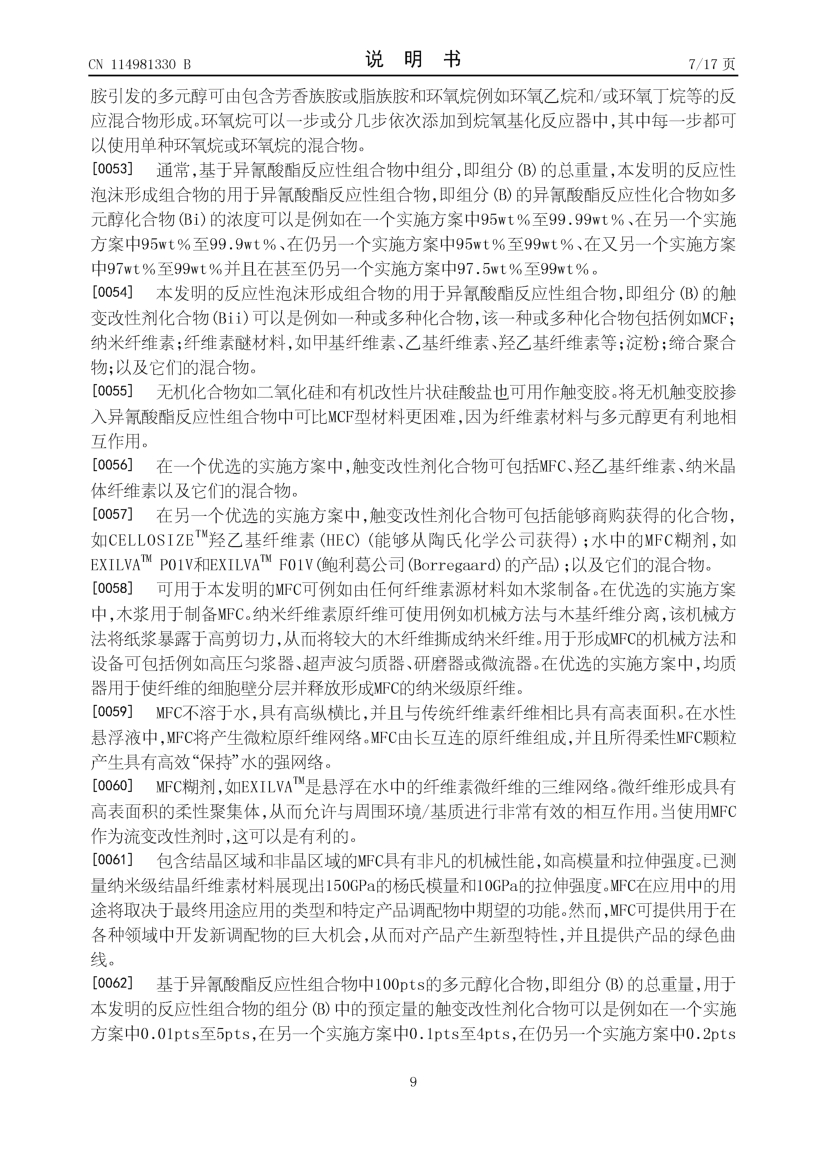 CN 114981330 B
说 明 书
7/17 页
胺引发的多元醇可由包含芳香族胺或脂族胺和环氧烷例如环氧乙烷和/或环氧丁烷等的反
应混合物形成。环氧烷可以一步或分几步依次添加到烷氧基化反应器中,其中每一步都可
以使用单种环氧烷或环氧烷的混合物。
[0053] 通常,基于异氰酸酯反应性组合物中组分,即组分(B)的总重量,本发明的反应性
泡沫形成组合物的用于异氰酸酯反应性组合物,即组分(B)的异氰酸酯反应性化合物如多
元醇化合物(Bi)的浓度可以是例如在一个实施方案中95wt%至99.99wt%、在另一个实施
方案中95wt%至99.9wt%、在仍另一个实施方案中95wt%至99wt%、在又另一个实施方案
中97wt%至99wt%并且在甚至仍另一个实施方案中97.5wt%至99wt%。
[0054] 本发明的反应性泡沫形成组合物的用于异氰酸酯反应性组合物,即组分(B)的触
变改性剂化合物(Bii)可以是例如一种或多种化合物,该一种或多种化合物包括例如MCF;
纳米纤维素;纤维素醚材料,如甲基纤维素、乙基纤维素、羟乙基纤维素等;淀粉;缔合聚合
物;以及它们的混合物。
[0055] 无机化合物如二氧化硅和有机改性片状硅酸盐也可用作触变胶。将无机触变胶掺
入异氰酸酯反应性组合物中可比MCF型材料更困难,因为纤维素材料与多元醇更有利地相
互作用。
[0056] 在一个优选的实施方案中,触变改性剂化合物可包括MFC、羟乙基纤维素、纳米晶
体纤维素以及它们的混合物。
[0057] 在另一个优选的实施方案中,触变改性剂化合物可包括能够商购获得的化合物,
如CELLOSIZE™羟乙基纤维素(HEC)(能够从陶氏化学公司获得);水中的MFC糊剂,如
EXILVA™ P01V和EXILVA™ F01V(鲍利葛公司(Borregaard)的产品);以及它们的混合物。
[0058] 可用于本发明的MFC可例如由任何纤维素源材料如木浆制备。在优选的实施方案
中,木浆用于制备MFC。纳米纤维素原纤维可使用例如机械方法与木基纤维分离,该机械方
法将纸浆暴露于高剪切力,从而将较大的木纤维撕成纳米纤维。用于形成MFC的机械方法和
设备可包括例如高压匀浆器、超声波匀质器、研磨器或微流器。在优选的实施方案中,均质
器用于使纤维的细胞壁分层并释放形成MFC的纳米级原纤维。
[0059] MFC不溶于水,具有高纵横比,并且与传统纤维素纤维相比具有高表面积。在水性
悬浮液中,MFC将产生微粒原纤维网络。MFC由长互连的原纤维组成,并且所得柔性MFC颗粒
产生具有高效“保持”水的强网络。
[0060] MFC糊剂,如EXILVA™是悬浮在水中的纤维素微纤维的三维网络。微纤维形成具有
高表面积的柔性聚集体,从而允许与周围环境/基质进行非常有效的相互作用。当使用MFC
作为流变改性剂时,这可以是有利的。
[0061] 包含结晶区域和非晶区域的MFC具有非凡的机械性能,如高模量和拉伸强度。已测
量纳米级结晶纤维素材料展现出150GPa的杨氏模量和10GPa的拉伸强度。MFC在应用中的用
途将取决于最终用途应用的类型和特定产品调配物中期望的功能。然而,MFC可提供用于在
各种领域中开发新调配物的巨大机会,从而对产品产生新型特性,并且提供产品的绿色曲
线。
[0062] 基于异氰酸酯反应性组合物中100pts的多元醇化合物,即组分(B)的总重量,用于
本发明的反应性组合物的组分(B)中的预定量的触变改性剂化合物可以是例如在一个实施
方案中0.01pts至5pts,在另一个实施方案中0.1pts至4pts,在仍另一个实施方案中0.2pts
9